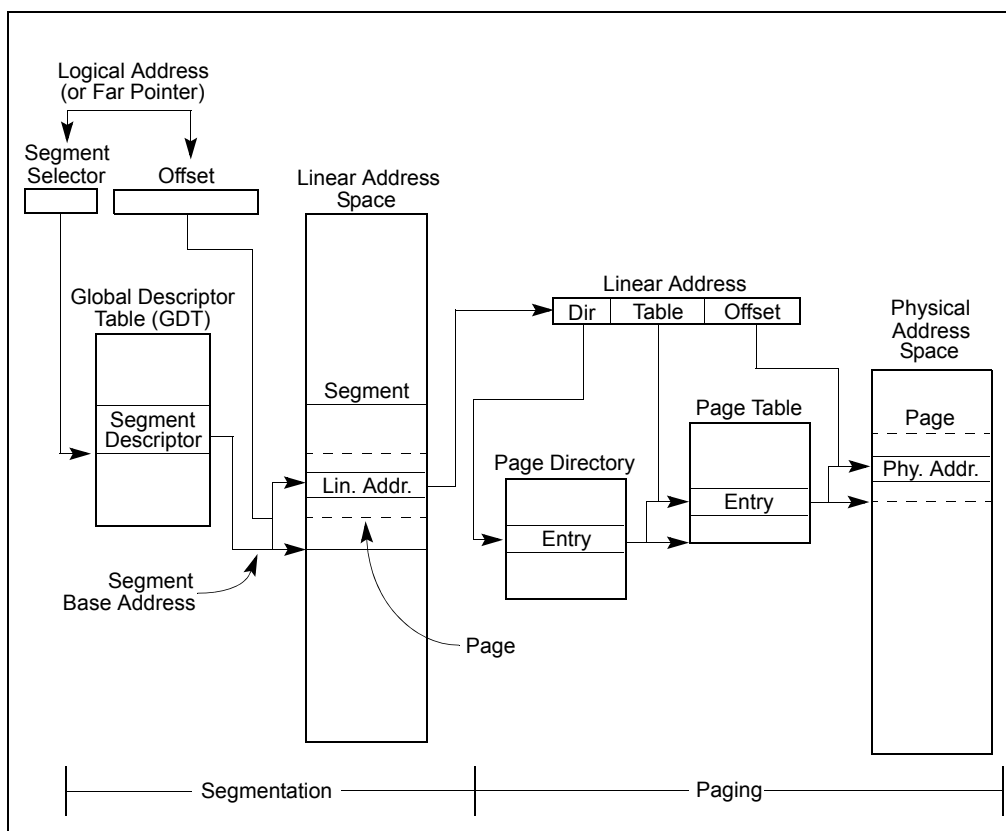 Logical Address
(or Far Pointer)
Segment
Selector
Offset
Linear Address
Space
Global Descriptor
Table (GDT)
Segment
Descriptor
Segment
Lin. Addr.
Segment
Base Address
Page
Linear Address
Dir
Table
Offset
Physical
Address
Space
Page Table
Page
Page Directory
Phy. Addr.
Entry
Entry
Segmentation
Paging